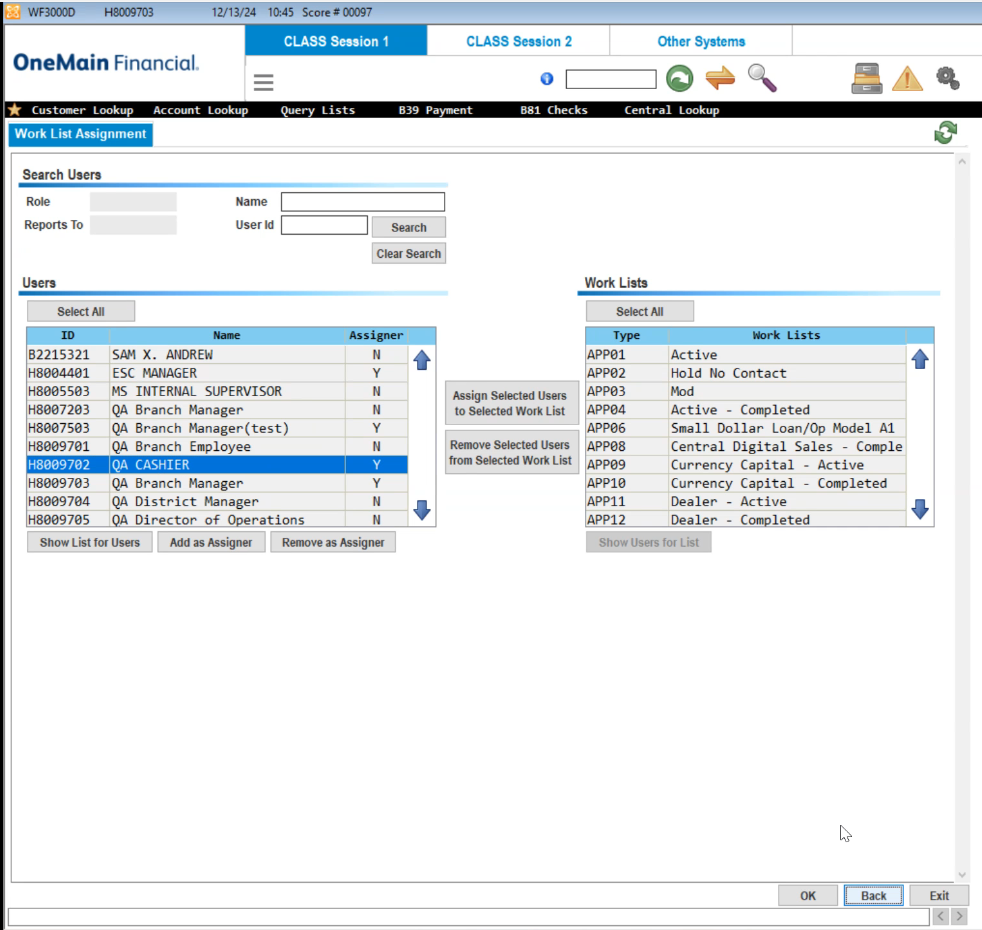 WF3000D H8009703 12/13/24 10:45 Score # 00097
CLASS Session 1 CLASS Session 2 Other Systems
OneMain Financial.
Customer Lookup Account Lookup Query Lists B39 Payment B81 Checks Central Lookup
Work List Assignment
Search Users
Role Name
Reports To User Id Search
Clear Search
Users Work Lists
Select All Select All
ID Name Assigner Type Work Lists
B2215321 SAM X. ANDREW N APP01 Active
H8004401 ESC MANAGER Y APP02 Hold No Contact
H8005503 MS INTERNAL SUPERVISOR N APP03 Mod
H8007203 QA Branch Manager N APP04 Active - Completed
H8007503 QA Branch Manager(test) Y APP06 Small Dollar Loan/Op Model A1
H8009701 QA Branch Employee N APP08 Central Digital Sales - Comple
H8009702 QA CASHIER Y APP09 Currency Capital - Active
H8009703 QA Branch Manager Y APP10 Currency Capital - Completed
H8009704 QA District Manager N APP11 Dealer - Active
H8009705 QA Director of Operations N APP12 Dealer - Completed
Assign Selected Users
to Selected Work List
Remove Selected Users
from Selected Work List
Show List for Users Add as Assigner Remove as Assigner Show Users for List
OK Back Exit